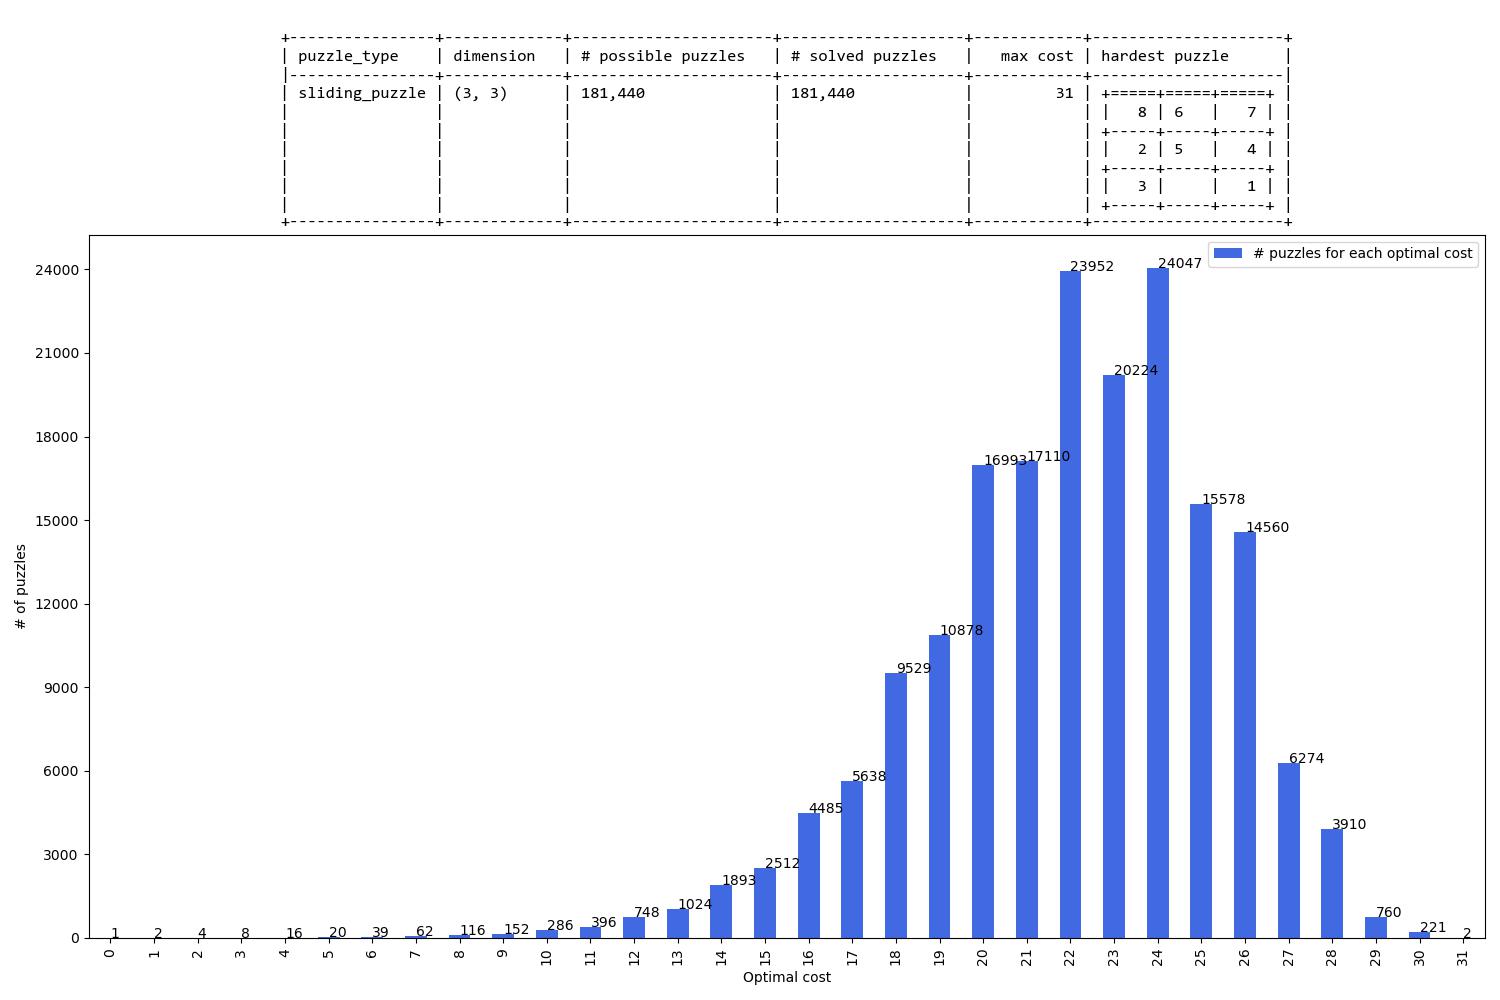 +----------------+-------------+----------------------+--------------------+------------+---------------------+
| puzzle_type    | dimension   | # possible puzzles   | # solved puzzles   |   max cost | hardest puzzle      |
|----------------+-------------+----------------------+--------------------+------------+---------------------|
| sliding_puzzle | (3, 3)      | 181,440              | 181,440            |         31 | +=====+=====+=====+ |
|                |             |                      |                    |            | |   8 | 6   |   7 | |
|                |             |                      |                    |            | +-----+-----+-----+ |
|                |             |                      |                    |            | |   2 | 5   |   4 | |
|                |             |                      |                    |            | +-----+-----+-----+ |
|                |             |                      |                    |            | |   3 |     |   1 | |
|                |             |                      |                    |            | +-----+-----+-----+ |
+----------------+-------------+----------------------+--------------------+------------+---------------------+
# puzzles for each optimal cost
# of puzzles
24000
21000
18000
15000
12000
9000
6000
3000
0
1 2 4 8 16 20 39 62 116 152 286 396 748 1024 1893 2512 4485 5638 9529 10878 16993 17110 23952 20224 24047 15578 14560 6274 3910 760 221 2
0 1 2 3 4 5 6 7 8 9 10 11 12 13 14 15 16 17 18 19 20 21 22 23 24 25 26 27 28 29 30 31
Optimal cost